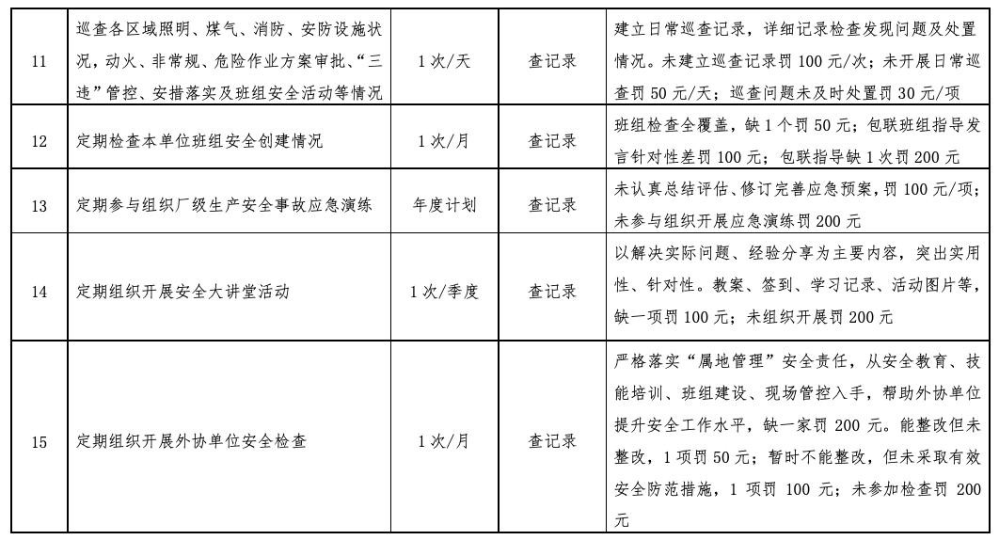 11
巡查各区域照明、煤气、消防、安防设施状
况，动火、非常规、危险作业方案审批、“三
违”管控、安措落实及班组安全活动等情况
1次/天
查记录
建立日常巡查记录，详细记录检查发现问题及处置
情况。未建立巡查记录罚100元/次；未开展日常巡
查罚50元/天；巡查问题未及时处置罚30元/项
12
定期检查本单位班组安全创建情况
1次/月
查记录
班组检查全覆盖，缺1个罚50元；包联班组指导发
言针对性差罚100元；包联指导缺1次罚200元
13
定期参与组织厂级生产安全事故应急演练
年度计划
查记录
未认真总结评估、修订完善应急预案，罚100元/项；
未参与组织开展应急演练罚200元
14
定期组织开展安全大讲堂活动
1次/季度
查记录
以解决实际问题、经验分享为主要内容，突出实用
性、针对性。教案、签到、学习记录、活动图片等，
缺一项罚100元；未组织开展罚200元
15
定期组织开展外协单位安全检查
1次/月
查记录
严格落实“属地管理”安全责任，从安全教育、技
能培训、班组建设、现场管控入手，帮助外协单位
提升安全工作水平，缺一家罚200元。能整改但未
整改，1项罚50元；暂时不能整改，但未采取有效
安全防范措施，1项罚100元；未参加检查罚200
元